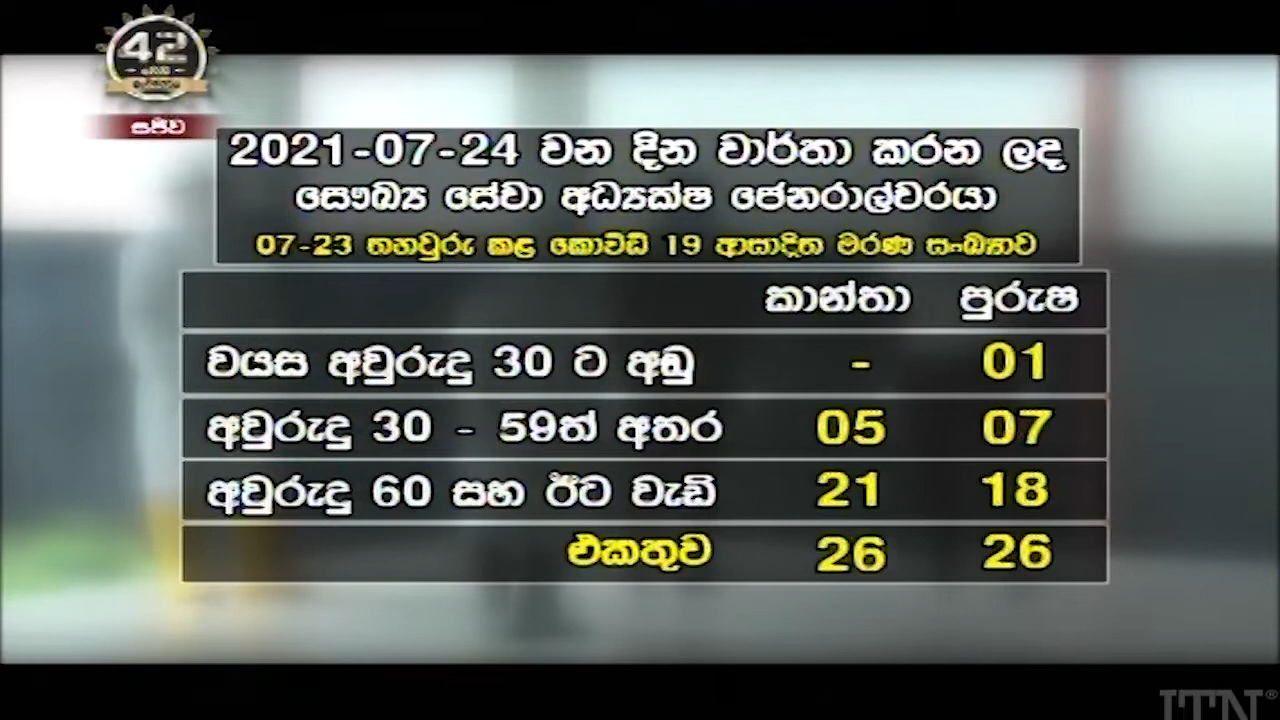 42
සජීව
2021-07-24 වන දින වාර්තා කරන ලද
සෞඛ්‍ය සේවා අධ්‍යක්ෂ ජෙනරාල්වරයා
07-23 තහවුරු කළ කොවිඩ් 19 ආසාදිත මරණ සංඛ්‍යාව
කාන්තා පුරුෂ
වයස අවුරුදු 30 ට අඩු - 01
අවුරුදු 30 - 59ත් අතර 05 07
අවුරුදු 60 සහ ඊට වැඩි 21 18
එකතුව 26 26
ITN®